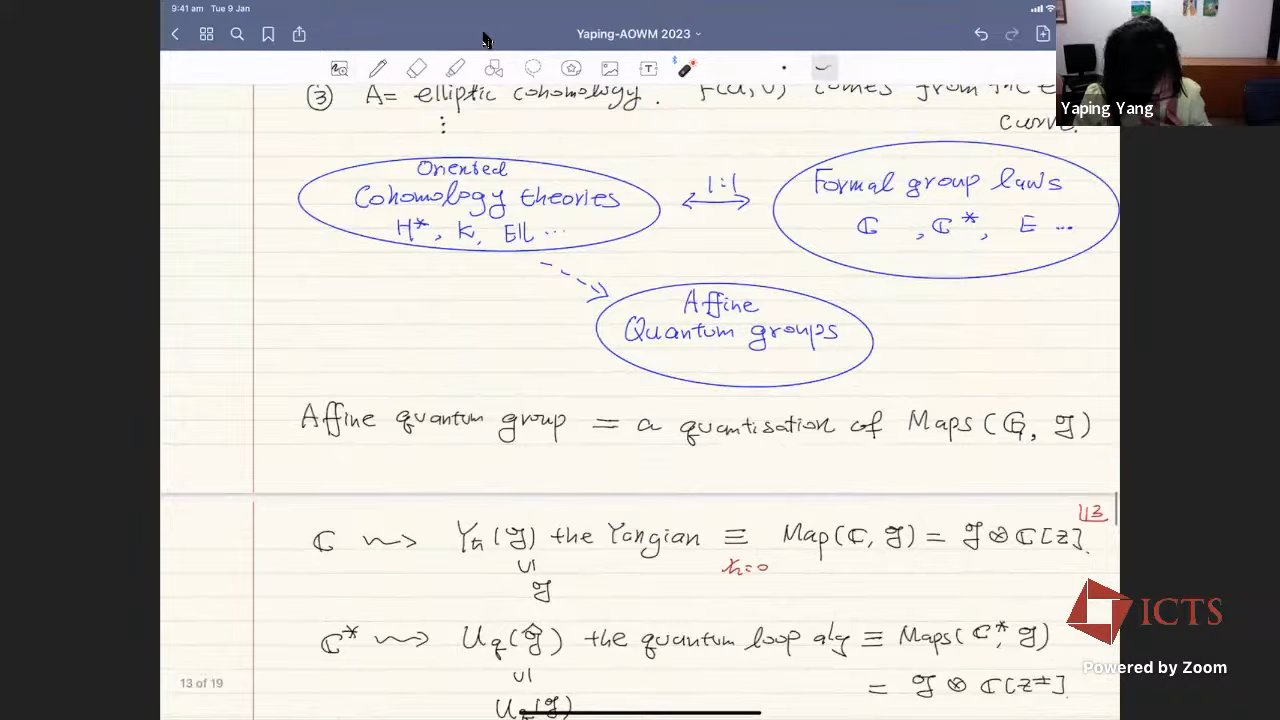 9:41 am Tue 9 Jan
Yaping-AOWM 2023
Yaping Yang
③ A = elliptic cohomology. F(u,v) comes from the E
⋮ curve.
Oriented
Cohomology theories
H*, K, Ell ...
1:1
Formal group laws
ℂ , ℂ*, E ...
Affine
Quantum groups
Affine quantum group = a quantisation of Maps (𝔾, 𝔤)
113
ℂ ⇝ Yℏ(𝔤) the Yangian ≡ Map(ℂ, 𝔤) = 𝔤 ⊗ ℂ[z].
∪| ℏ=0
𝔤
ℂ* ⇝ Uq(ĝ) the quantum loop alg ≡ Maps(ℂ*, 𝔤)
∪| = 𝔤 ⊗ ℂ[z±].
Uq(𝔤)
13 of 19
ICTS
Powered by Zoom